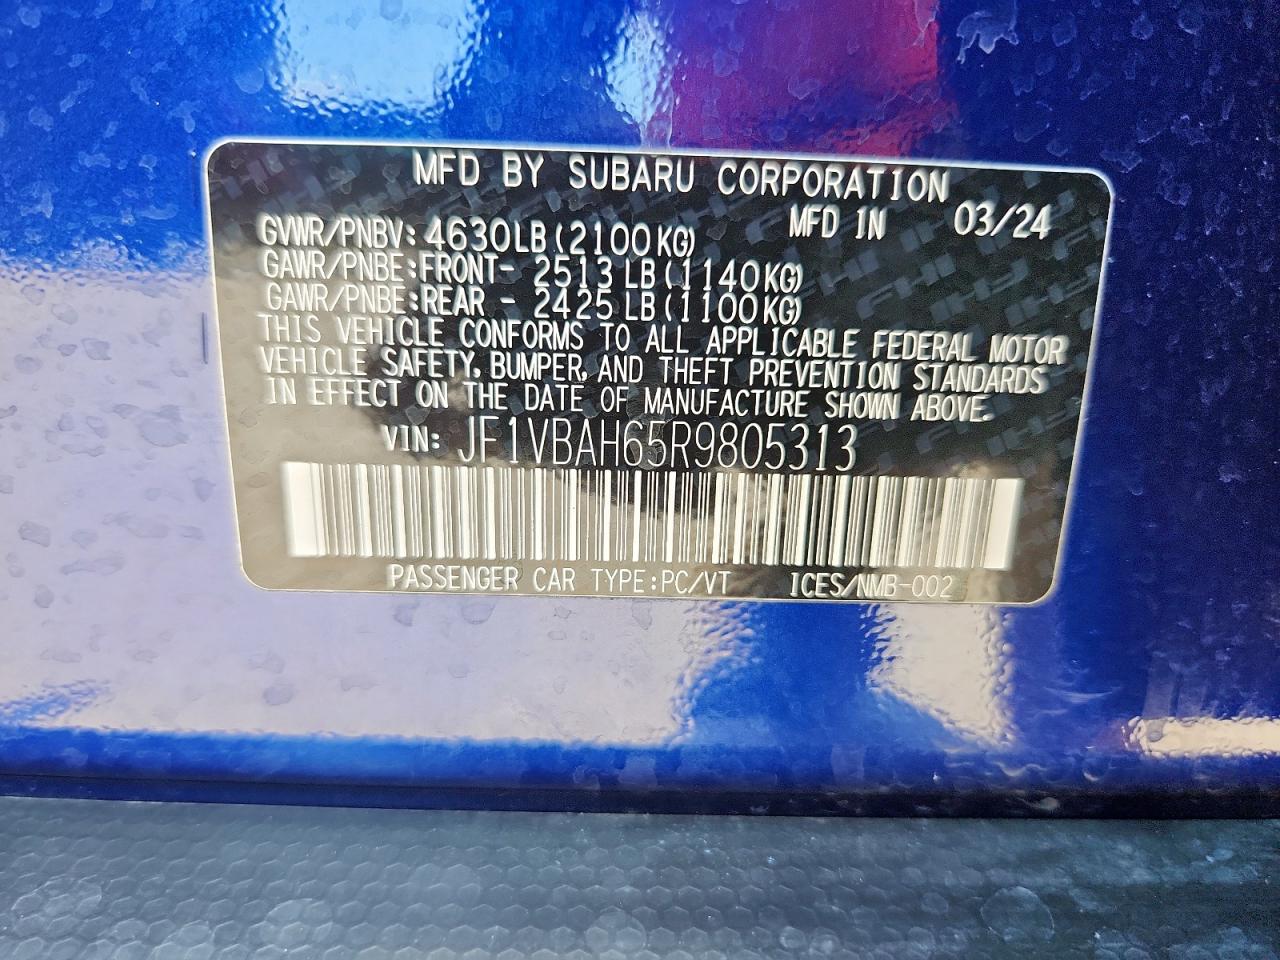 MFD BY SUBARU CORPORATION
GVWR/PNBV: 4630LB (2100KG) MFD IN 03/24
GAWR/PNBE:FRONT- 2513 LB (1140KG)
GAWR/PNBE:REAR - 2425 LB (1100KG)
THIS VEHICLE CONFORMS TO ALL APPLICABLE FEDERAL MOTOR
VEHICLE SAFETY, BUMPER, AND THEFT PREVENTION STANDARDS
IN EFFECT ON THE DATE OF MANUFACTURE SHOWN ABOVE.
VIN: JF1VBAH65R9805313
PASSENGER CAR TYPE:PC/VT ICES/NMB-002